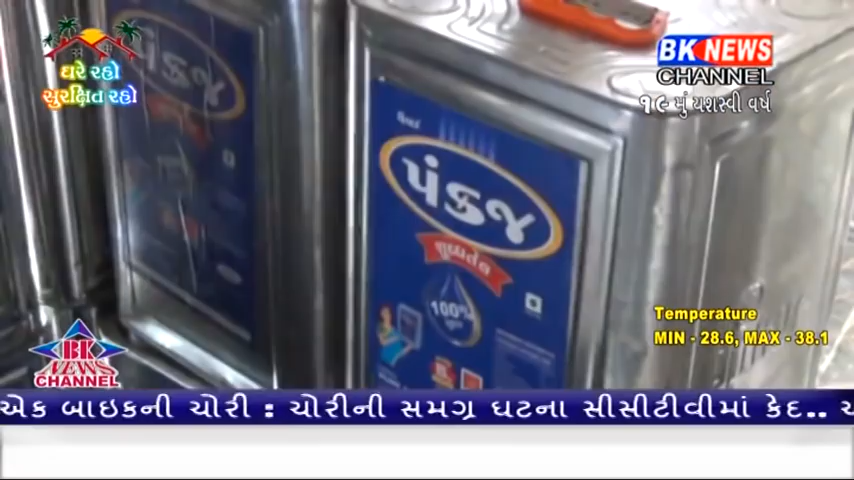 ઘરે રહો
સુરક્ષિત રહો
BK NEWS
CHANNEL
૧૯ મું યશસ્વી વર્ષ
પંકજ
પંકજ
100%
Temperature
MIN - 28.6, MAX - 38.1
BK
NEWS
CHANNEL
એક બાઇકની ચોરી : ચોરીની સમગ્ર ઘટના સીસીટીવીમાં કેદ..